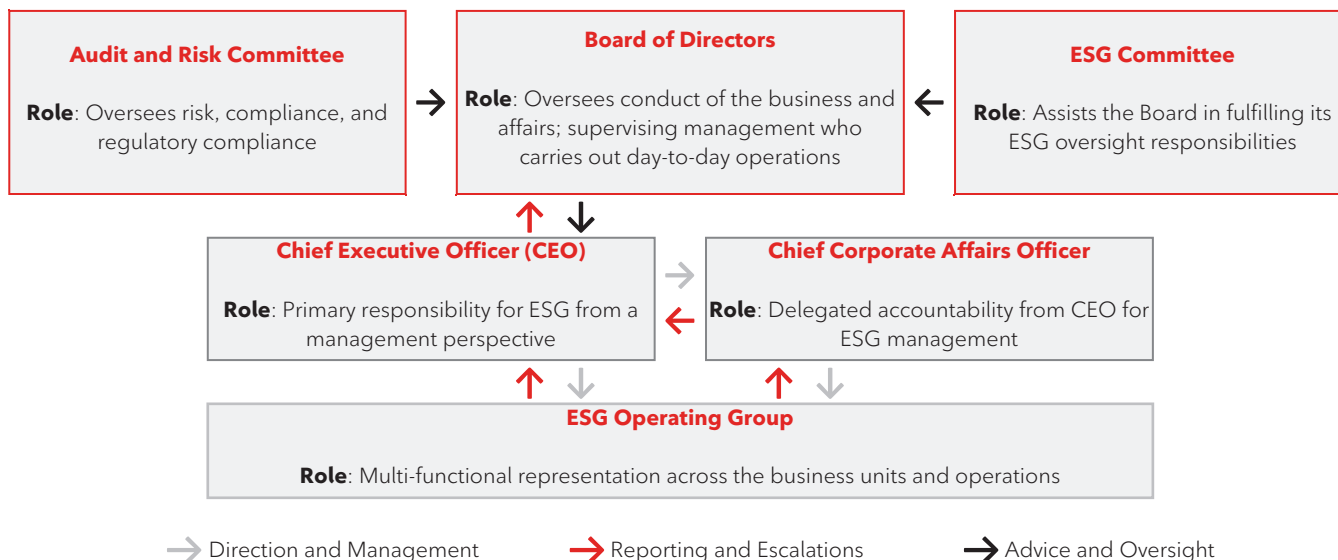 Audit and Risk Committee
Role: Oversees risk, compliance, and
regulatory compliance
Board of Directors
Role: Oversees conduct of the business and
affairs; supervising management who
carries out day-to-day operations
ESG Committee
Role: Assists the Board in fulfilling its
ESG oversight responsibilities
Chief Executive Officer (CEO)
Role: Primary responsibility for ESG from a
management perspective
Chief Corporate Affairs Officer
Role: Delegated accountability from CEO for
ESG management
ESG Operating Group
Role: Multi-functional representation across the business units and operations
Direction and Management
Reporting and Escalations
Advice and Oversight